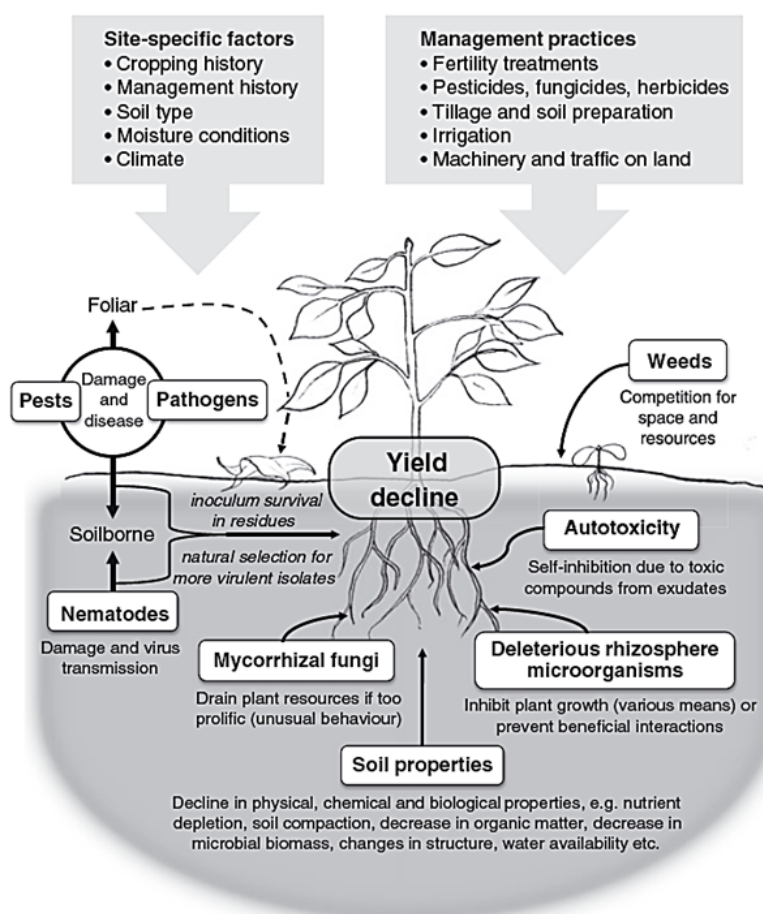 Site-specific factors
• Cropping history
• Management history
• Soil type
• Moisture conditions
• Climate
Management practices
• Fertility treatments
• Pesticides, fungicides, herbicides
• Tillage and soil preparation
• Irrigation
• Machinery and traffic on land
Foliar
Pests
Damage
and
disease
Pathogens
Weeds
Competition for
space and
resources
Yield
decline
inoculum survival
in residues
Soilborne
natural selection for
more virulent isolates
Autotoxicity
Self-inhibition due to toxic
compounds from exudates
Nematodes
Damage and virus
transmission
Mycorrhizal fungi
Drain plant resources if too
prolific (unusual behaviour)
Deleterious rhizosphere
microorganisms
Inhibit plant growth (various means) or
prevent beneficial interactions
Soil properties
Decline in physical, chemical and biological properties, e.g. nutrient
depletion, soil compaction, decrease in organic matter, decrease in
microbial biomass, changes in structure, water availability etc.